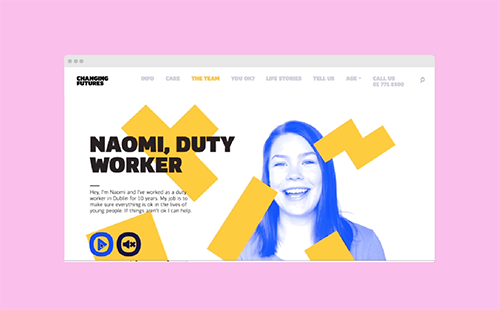 CHANGING
FUTURES
INFO CARE THE TEAM YOU OK? LIFE STORIES TELL US AGE CALL US
01 771 8500
NAOMI, DUTY
WORKER
Hey, I'm Naomi and I've worked as a duty
worker in Dublin for 10 years. My job is to
make sure everything is ok in the lives of
young people. If things aren't ok I can help.